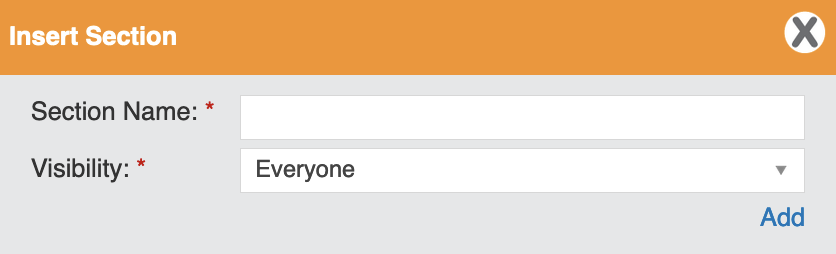 Insert Section
X
Section Name: *
Visibility: *
Everyone
Add